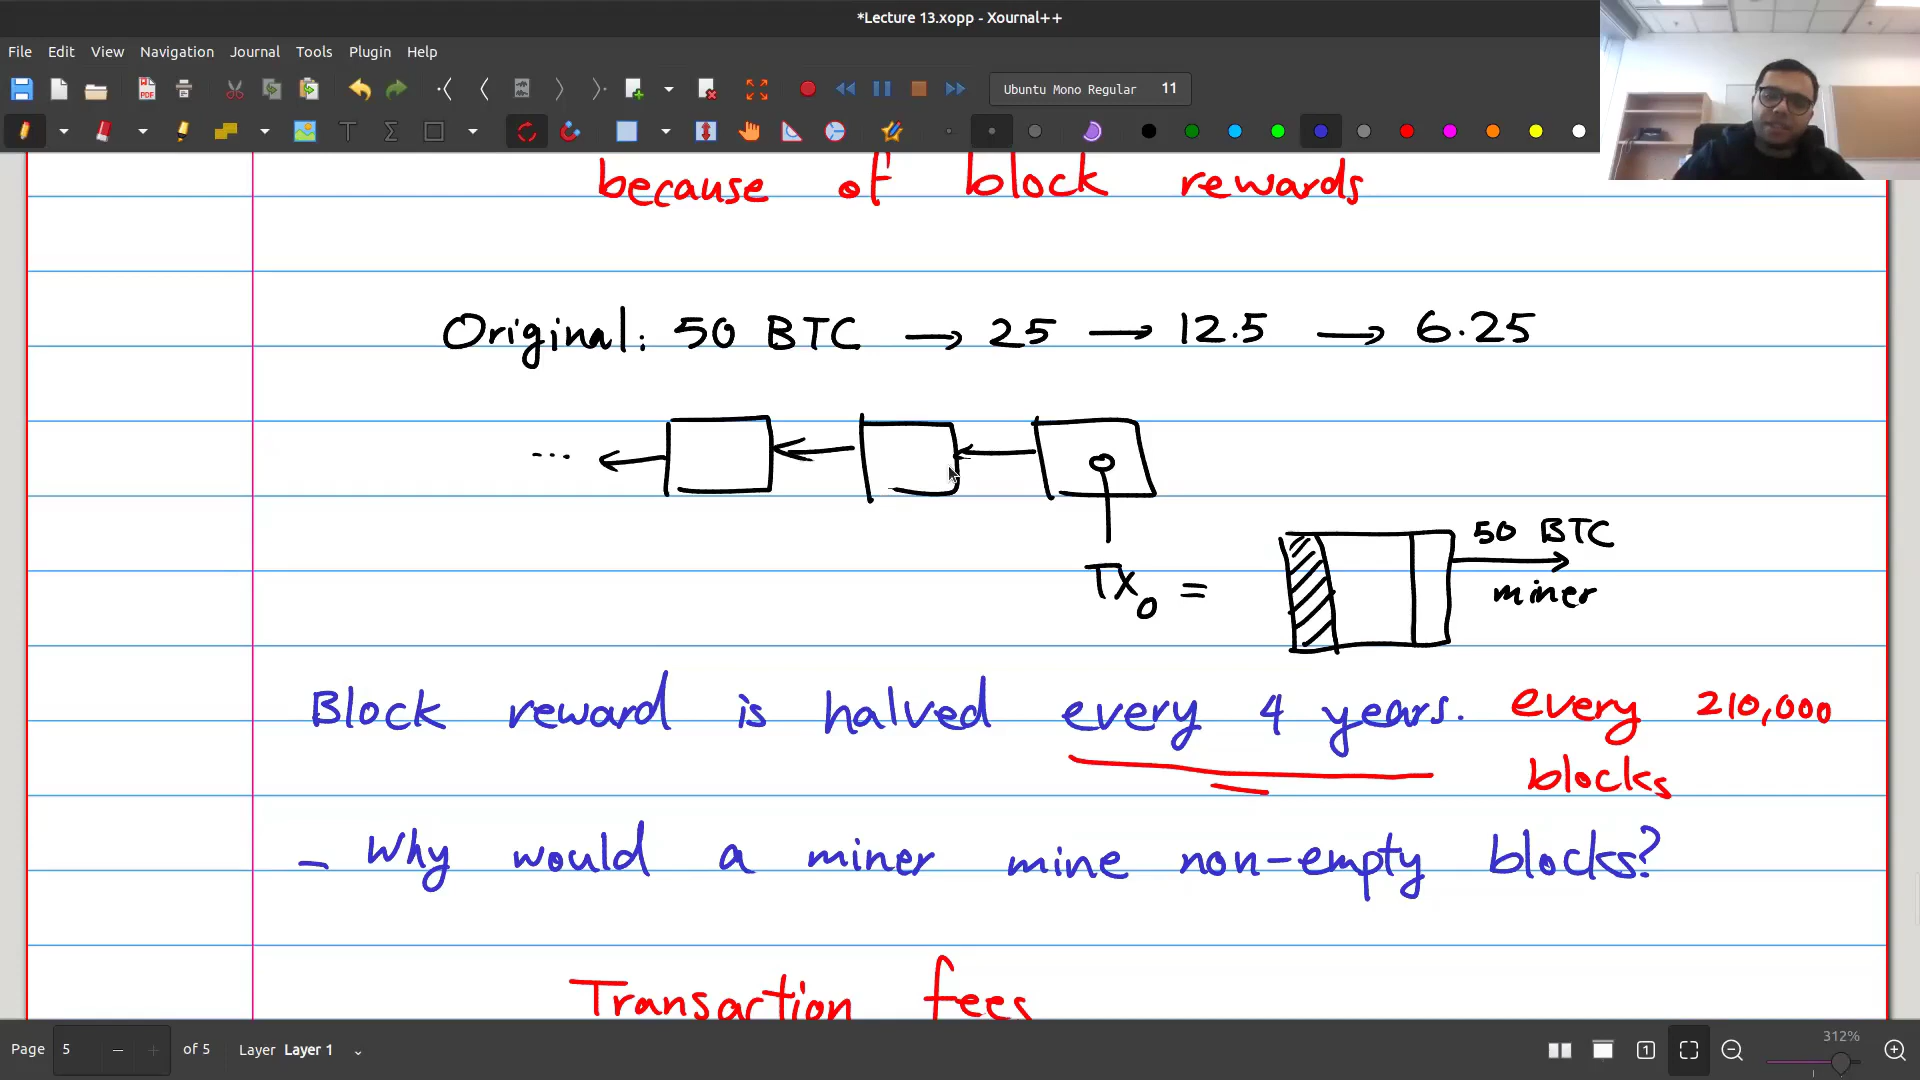 *Lecture 13.xopp - Xournal++
File Edit View Navigation Journal Tools Plugin Help
Ubuntu Mono Regular 11
because of block rewards
Original: 50 BTC → 25 → 12.5 → 6.25
...
50 BTC
TX0 =
miner
Block reward is halved every 4 years. every 210,000
blocks
- Why would a miner mine non-empty blocks?
Transaction fees
Page 5 of 5 Layer Layer 1
312%